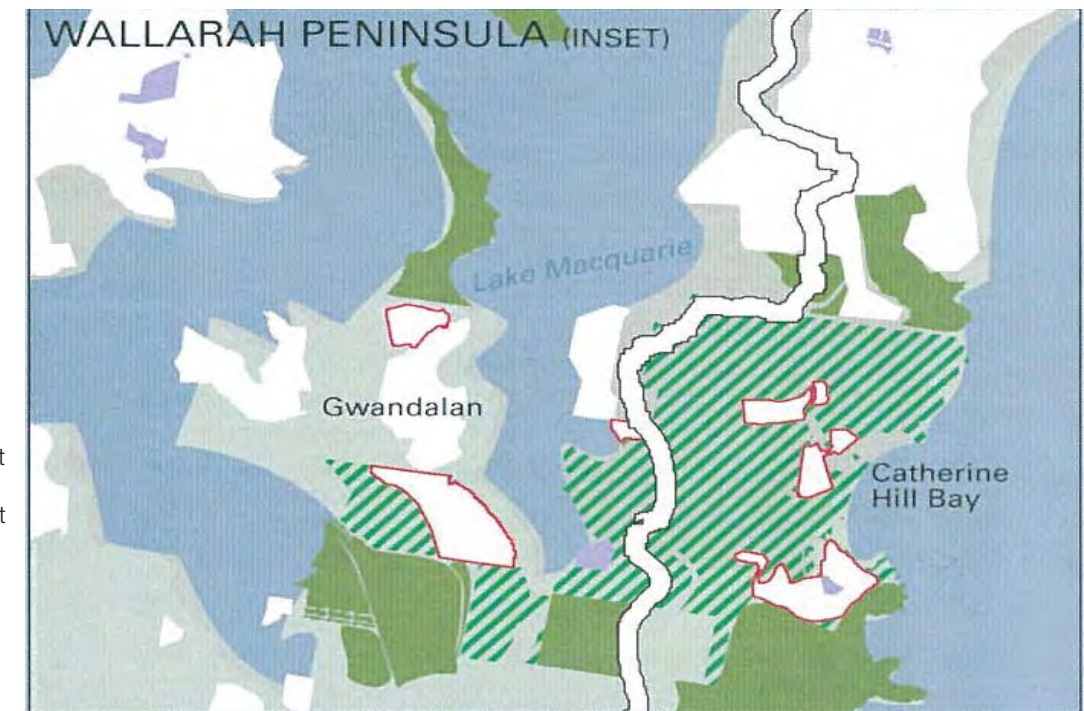 WALLARAH PENINSULA (INSET)
Lake Macquarie
Gwandalan
Catherine
Hill Bay
t
t